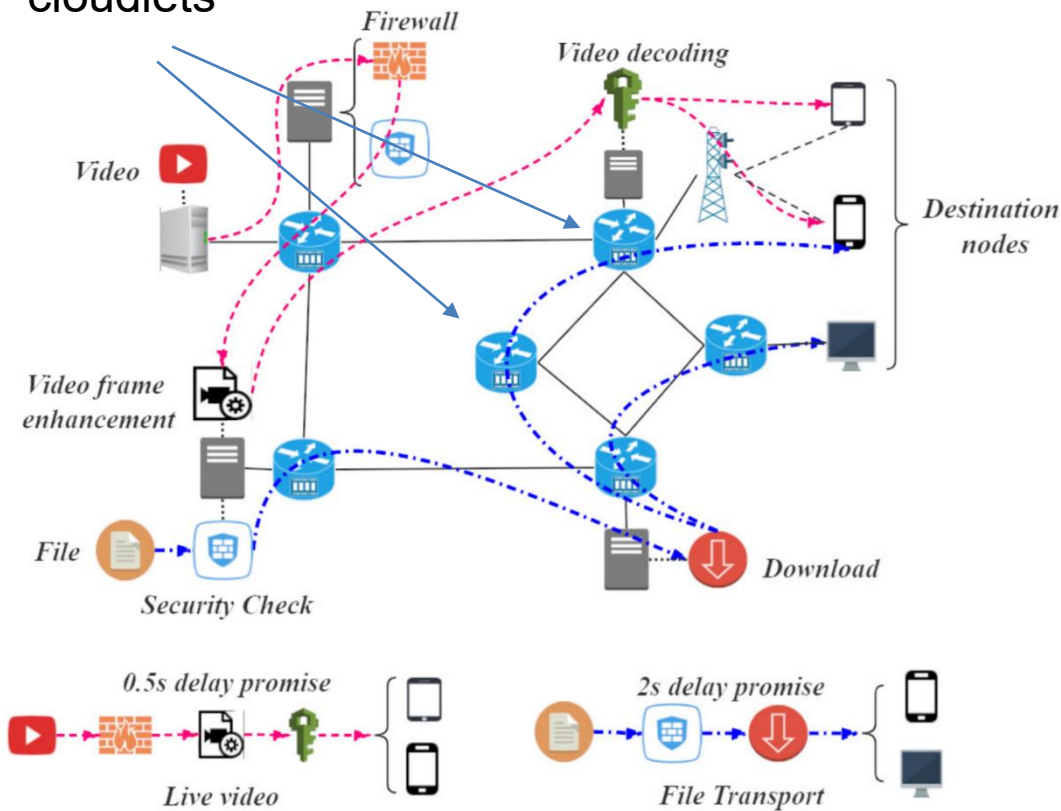 cloudlets
Firewall
Video decoding
Video
Destination
nodes
Video frame
enhancement
File
Security Check
Download
0.5s delay promise
2s delay promise
Live video
File Transport